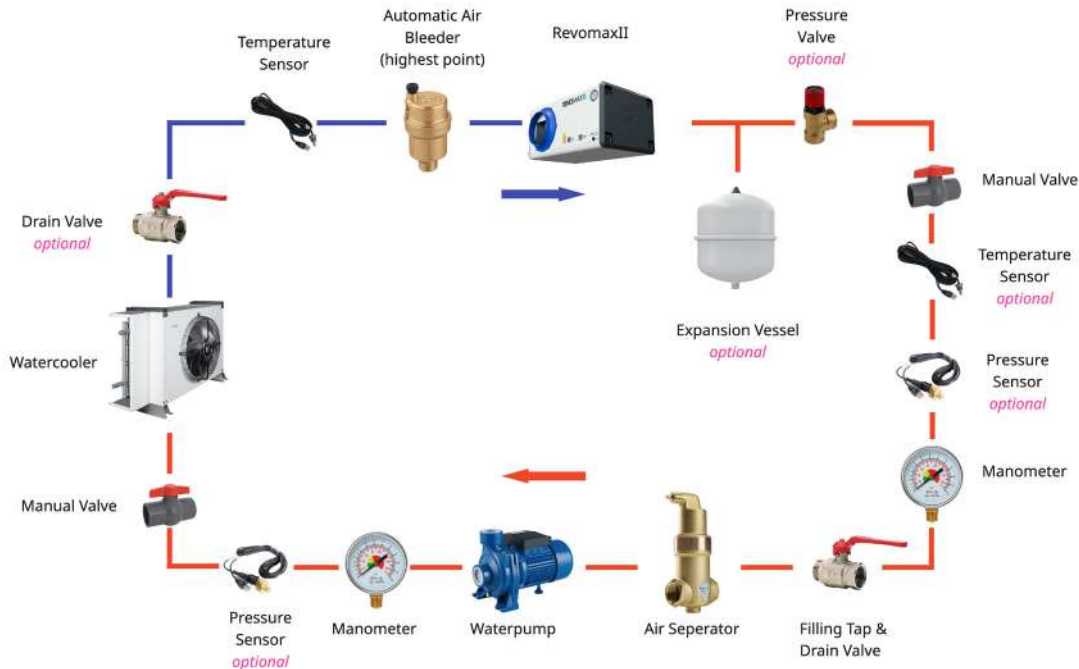 Temperature
Sensor
Automatic Air
Bleeder
(highest point)
RevomaxII
Pressure
Valve
optional
Manual Valve
Drain Valve
optional
Temperature
Sensor
optional
Expansion Vessel
optional
Watercooler
Pressure
Sensor
optional
Manometer
Manual Valve
Pressure
Sensor
optional
Manometer
Waterpump
Air Seperator
Filling Tap &
Drain Valve